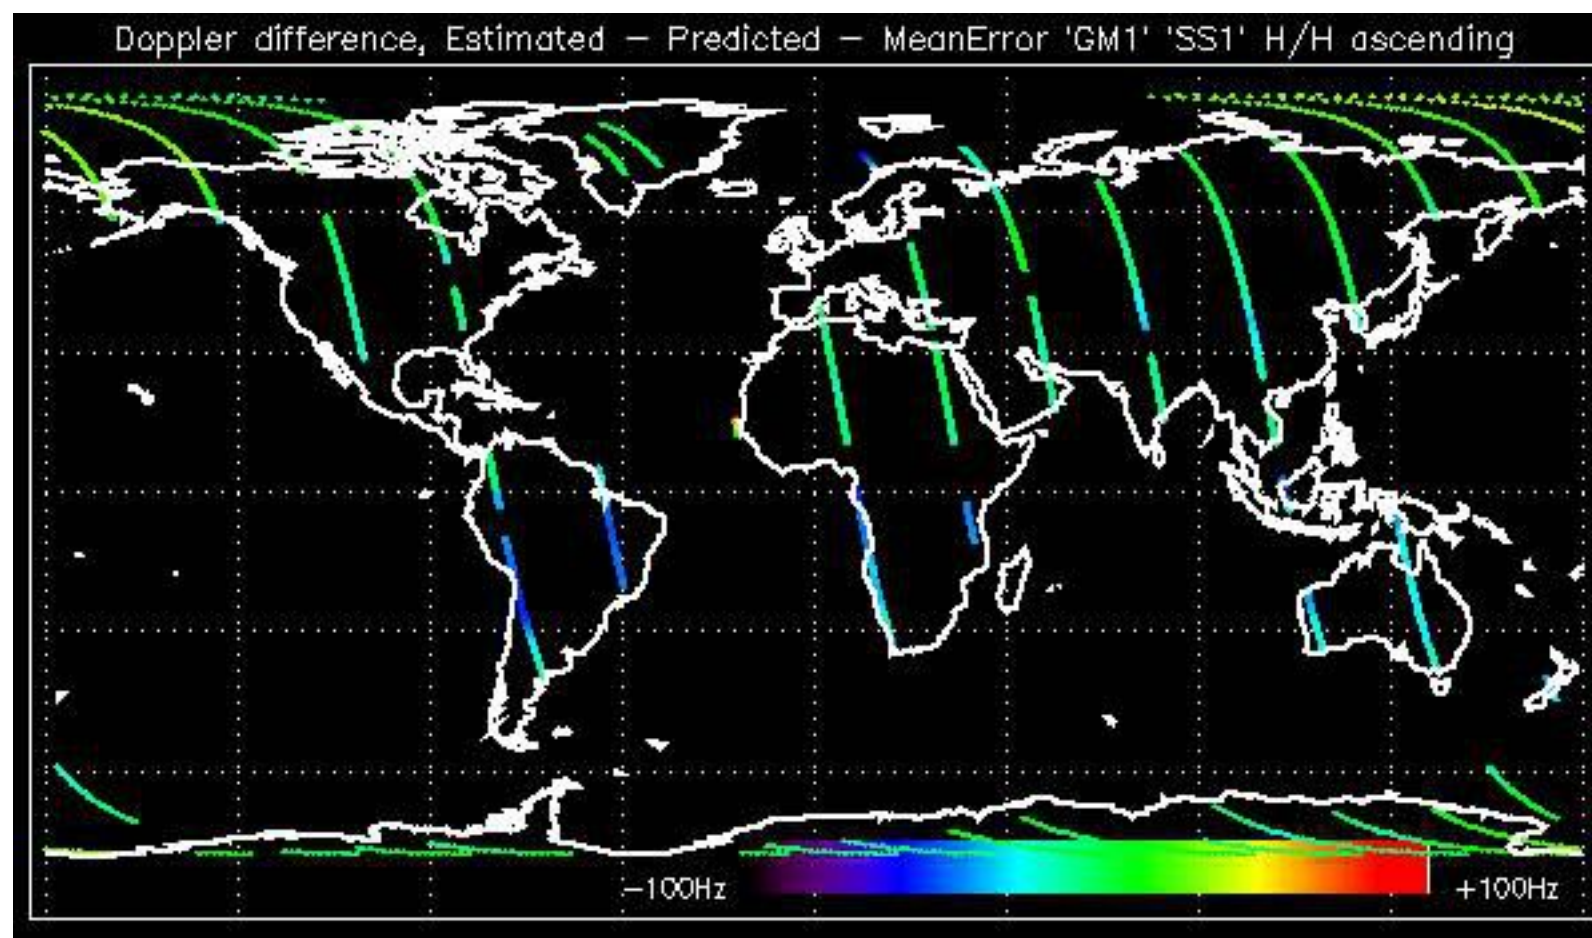 Doppler difference, Estimated – Predicted – MeanError 'GM1' 'SS1' H/H ascending
–100Hz
+100Hz